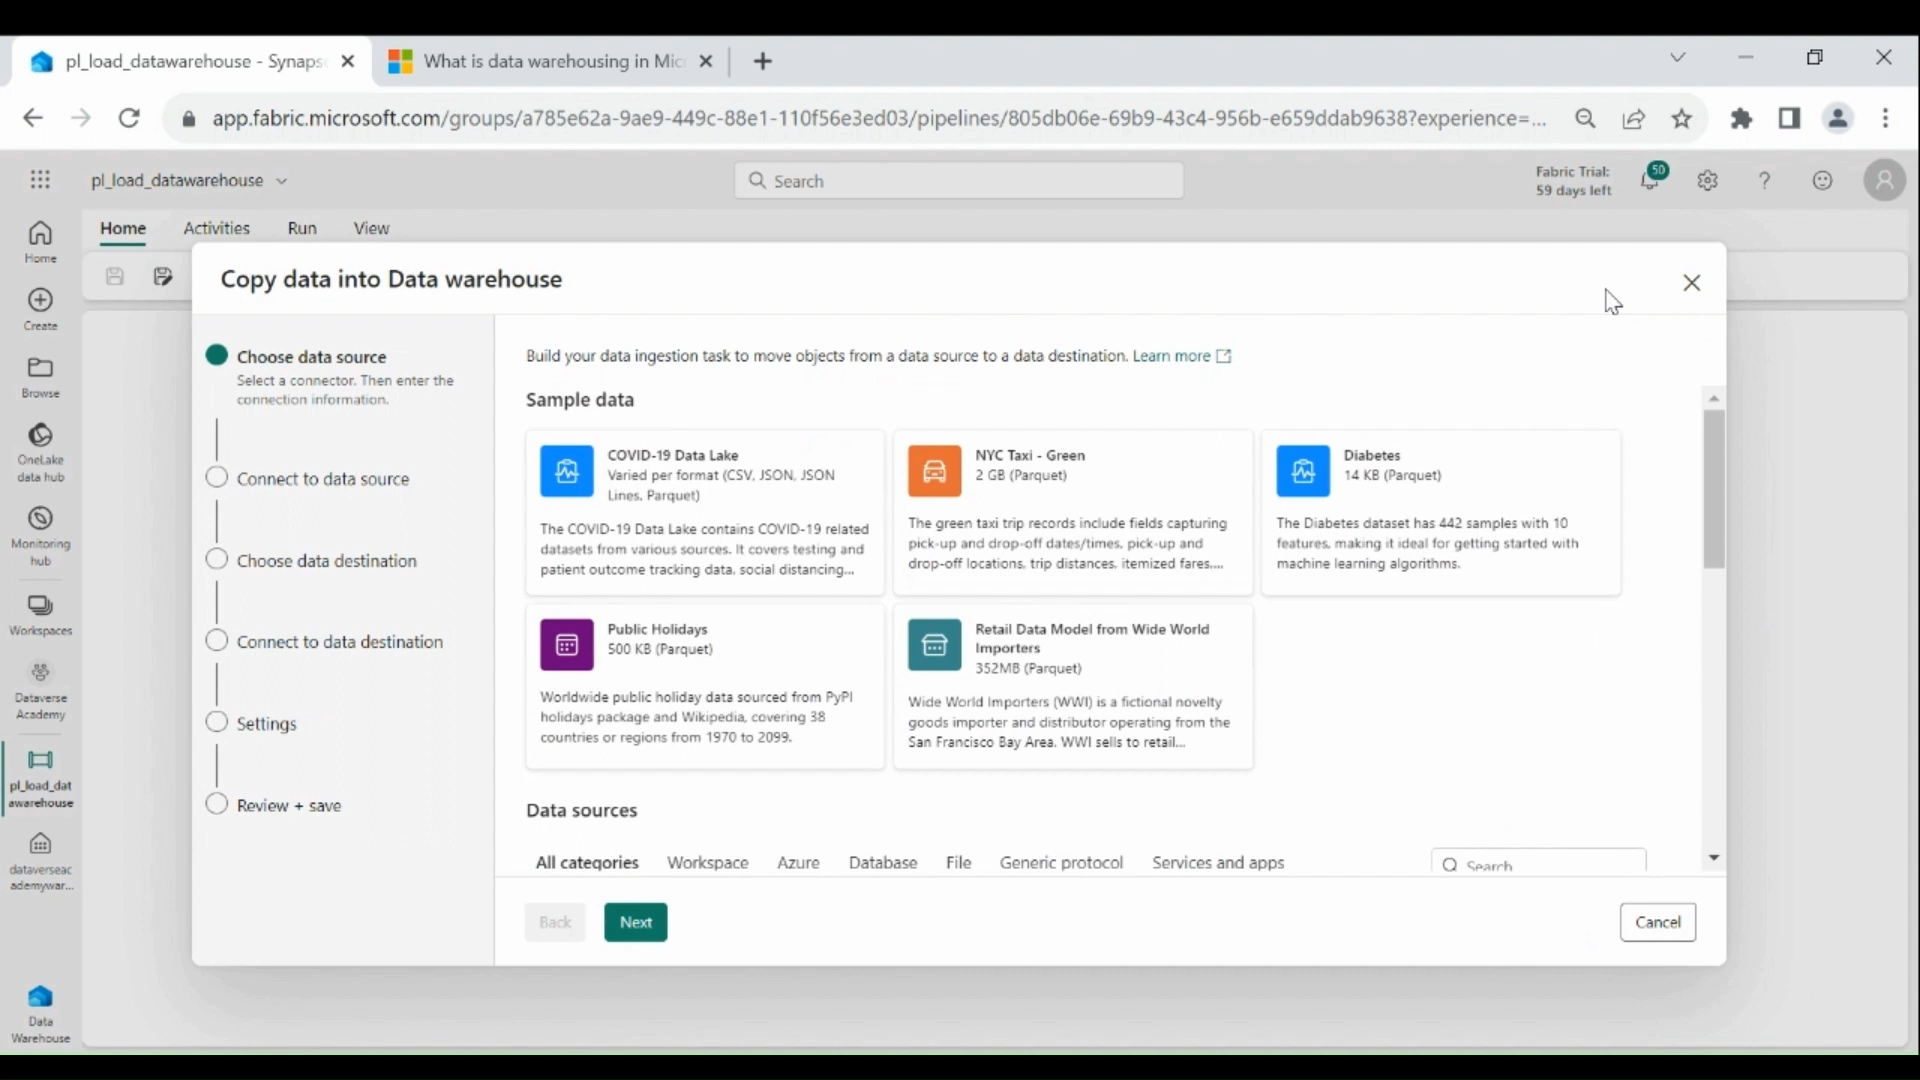 pl_load_datawarehouse - Synaps
What is data warehousing in Mic
app.fabric.microsoft.com/groups/a785e62a-9ae9-449c-88e1-110f56e3ed03/pipelines/805db06e-69b9-43c4-956b-e659ddab9638?experience=...
pl_load_datawarehouse
Search
Fabric Trial:
59 days left
50
?
Home
Activities
Run
View
Home
Create
Browse
OneLake
data hub
Monitoring
hub
Workspaces
Dataverse
Academy
pl_load_dat
awarehouse
dataverseac
ademywar...
Data
Warehouse
Copy data into Data warehouse
Choose data source
Select a connector. Then enter the
connection information.
Connect to data source
Choose data destination
Connect to data destination
Settings
Review + save
Build your data ingestion task to move objects from a data source to a data destination. Learn more
Sample data
COVID-19 Data Lake
Varied per format (CSV, JSON, JSON
Lines, Parquet)
The COVID-19 Data Lake contains COVID-19 related
datasets from various sources. It covers testing and
patient outcome tracking data, social distancing...
NYC Taxi - Green
2 GB (Parquet)
The green taxi trip records include fields capturing
pick-up and drop-off dates/times, pick-up and
drop-off locations, trip distances, itemized fares,...
Diabetes
14 KB (Parquet)
The Diabetes dataset has 442 samples with 10
features, making it ideal for getting started with
machine learning algorithms.
Public Holidays
500 KB (Parquet)
Worldwide public holiday data sourced from PyPI
holidays package and Wikipedia, covering 38
countries or regions from 1970 to 2099.
Retail Data Model from Wide World
Importers
352MB (Parquet)
Wide World Importers (WWI) is a fictional novelty
goods importer and distributor operating from the
San Francisco Bay Area. WWI sells to retail...
Data sources
All categories
Workspace
Azure
Database
File
Generic protocol
Services and apps
Search
Back
Next
Cancel